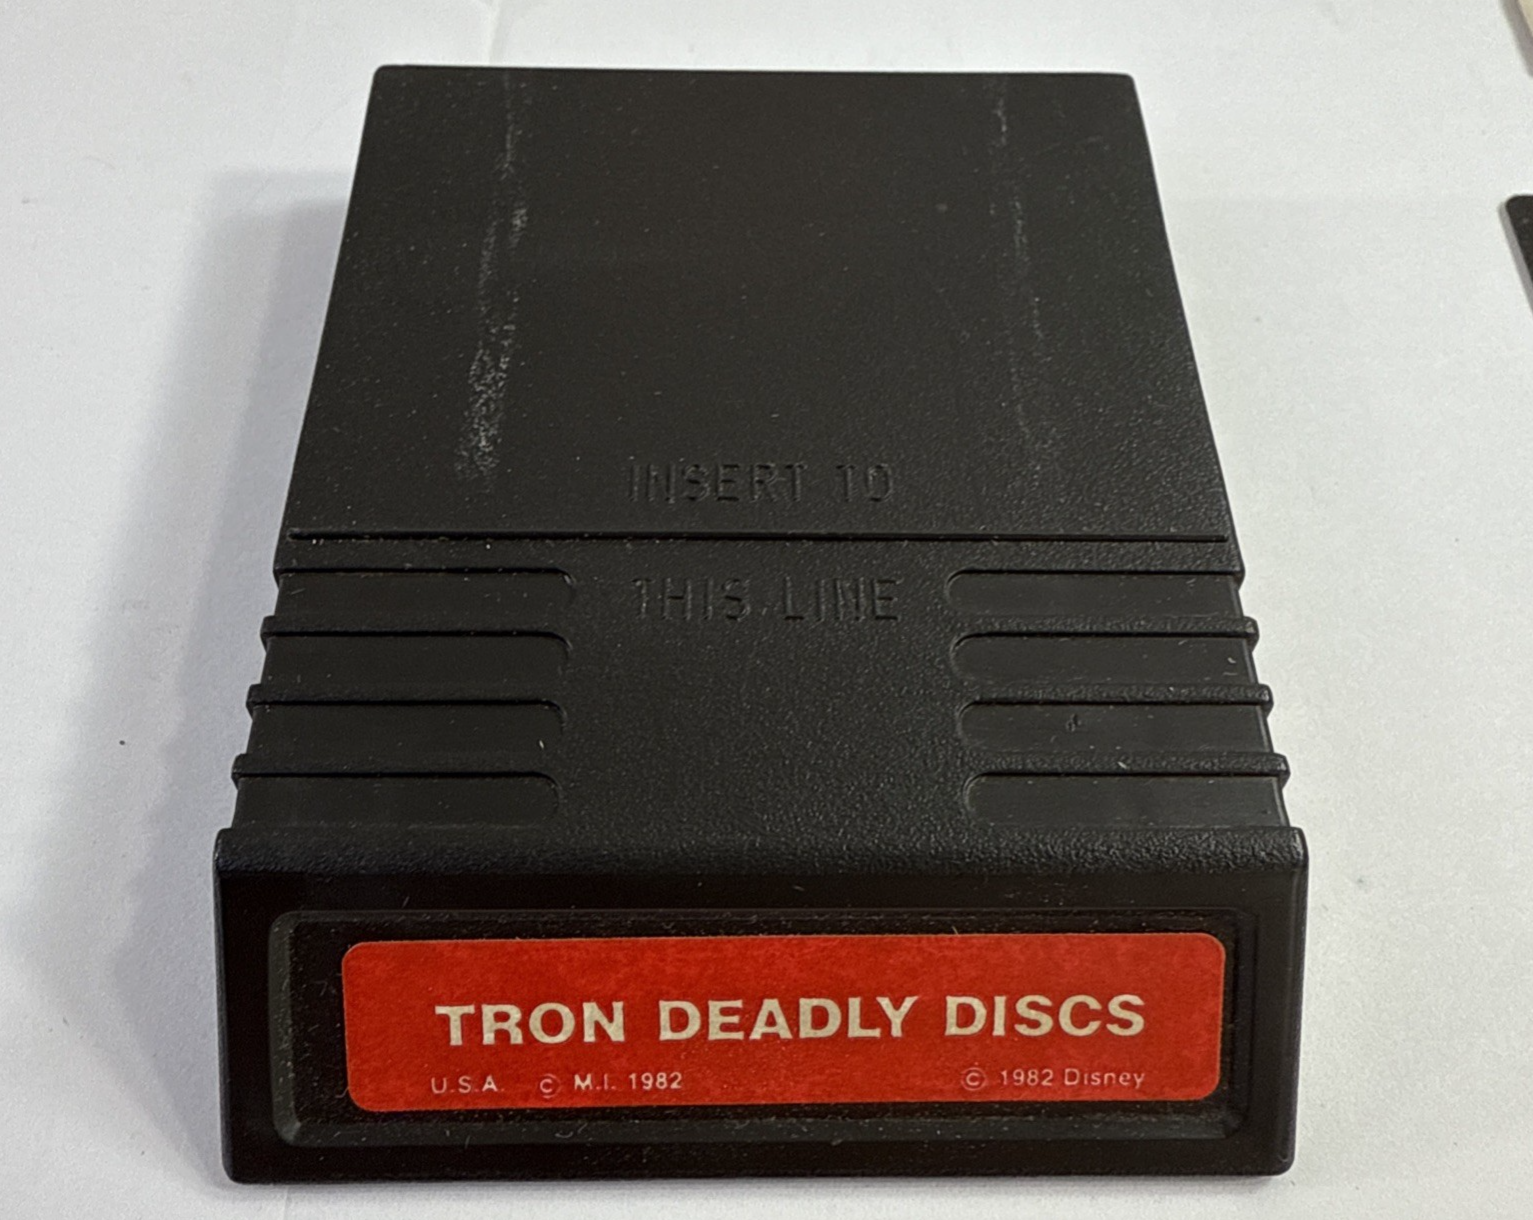 INSERT TO
THIS LINE
TRON DEADLY DISCS
U.S.A. © M.I. 1982 © 1982 Disney